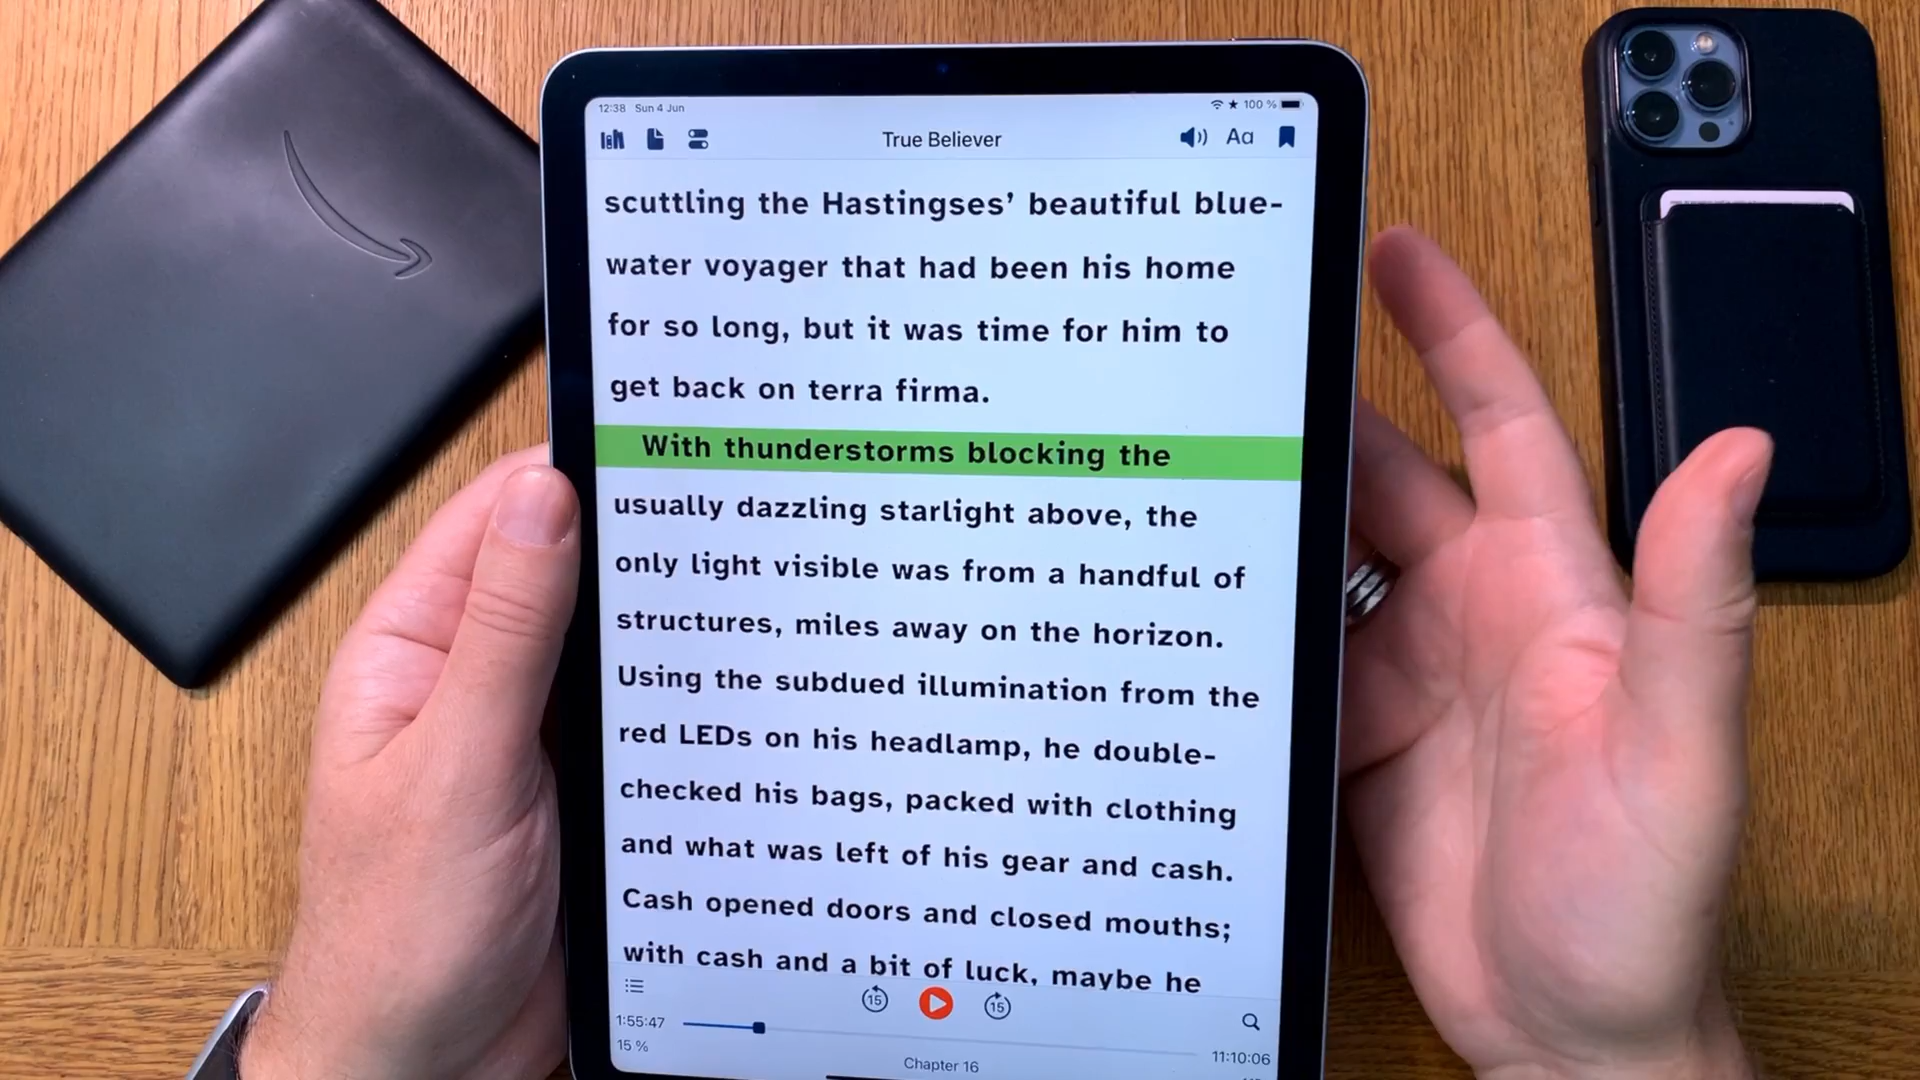 12:38 Sun 4 Jun
100 %
True Believer
Aa
scuttling the Hastingses’ beautiful blue-
water voyager that had been his home
for so long, but it was time for him to
get back on terra firma.
With thunderstorms blocking the
usually dazzling starlight above, the
only light visible was from a handful of
structures, miles away on the horizon.
Using the subdued illumination from the
red LEDs on his headlamp, he double-
checked his bags, packed with clothing
and what was left of his gear and cash.
Cash opened doors and closed mouths;
with cash and a bit of luck, maybe he
15
15
1:55:47
11:10:06
15 %
Chapter 16